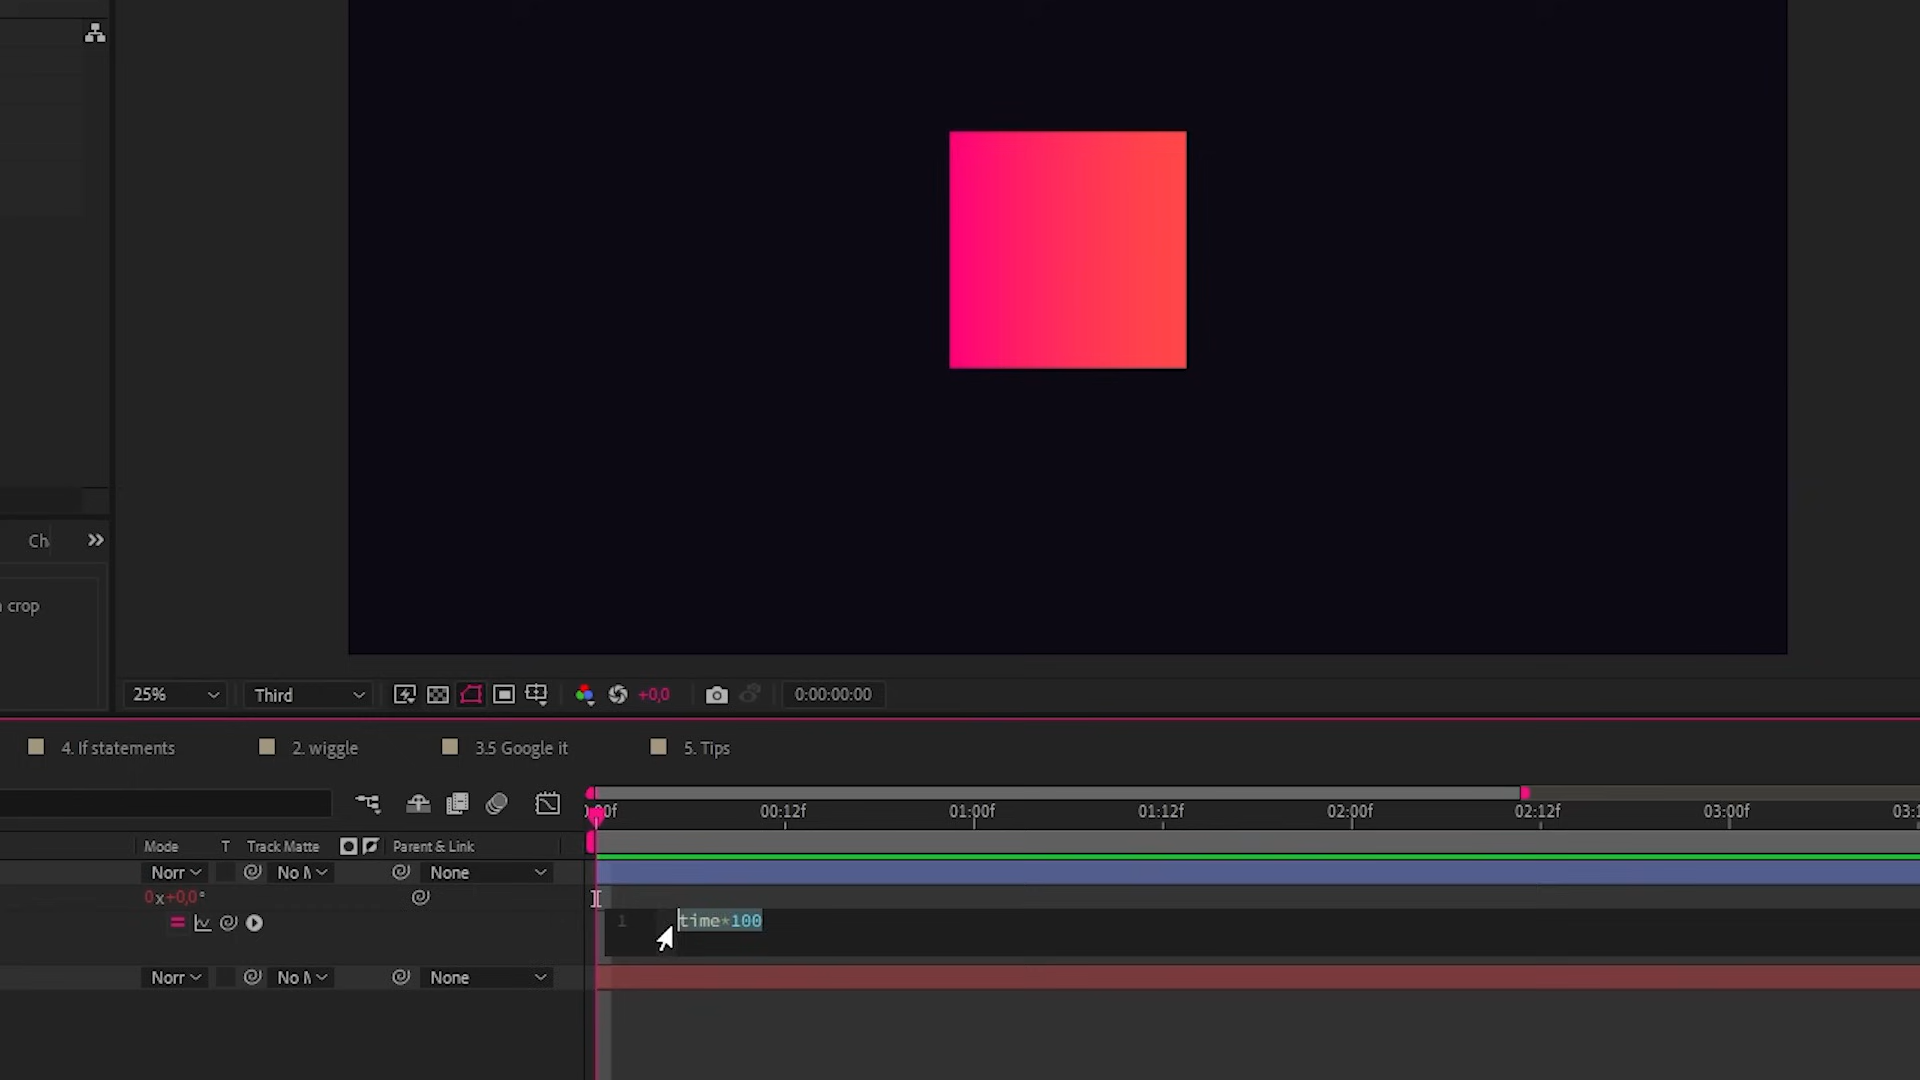 Ch
crop
25%
Third
+0,0
0:00:00:00
4. If statements
2. wiggle
3.5 Google it
5. Tips
00f
00:12f
01:00f
01:12f
02:00f
02:12f
03:00f
03:1
Mode
T
Track Matte
Parent & Link
Norr
No M
None
0x+0,0°
1
time*100
Norr
No M
None